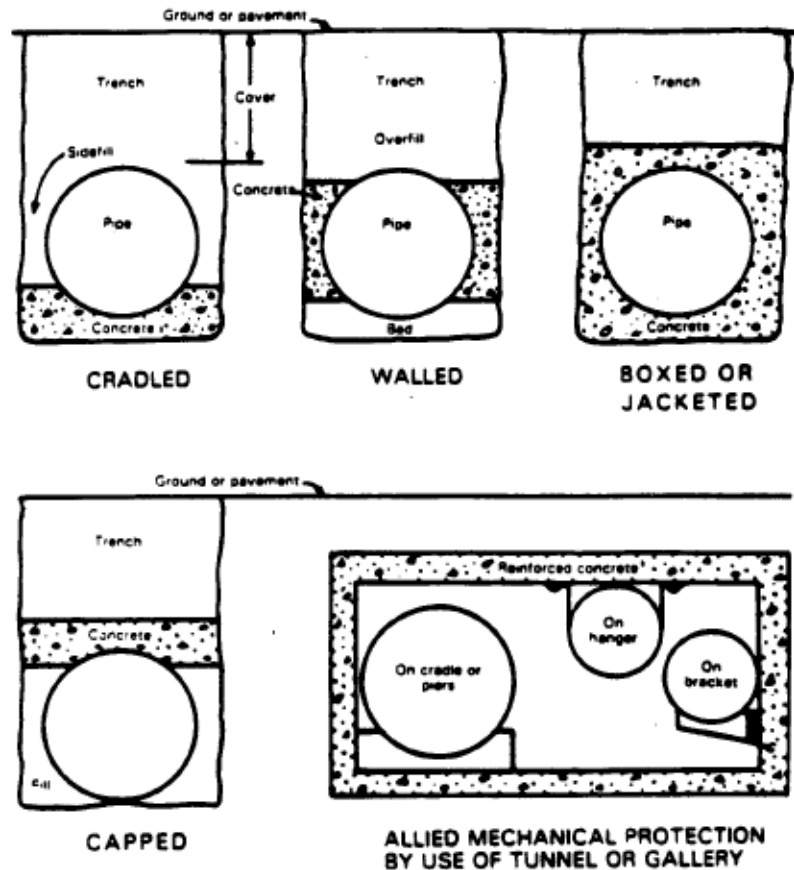 Ground or pavement
Trench
Cover
Sidefill
Pipe
Concrete
CRADLED
Trench
Overfill
Concrete
Pipe
Bed
WALLED
Trench
Pipe
Concrete
BOXED OR
JACKETED
Ground or pavement
Trench
Concrete
Fill
CAPPED
Reinforced concrete
On cradle or
piers
On
hanger
On
bracket
ALLIED MECHANICAL PROTECTION
BY USE OF TUNNEL OR GALLERY